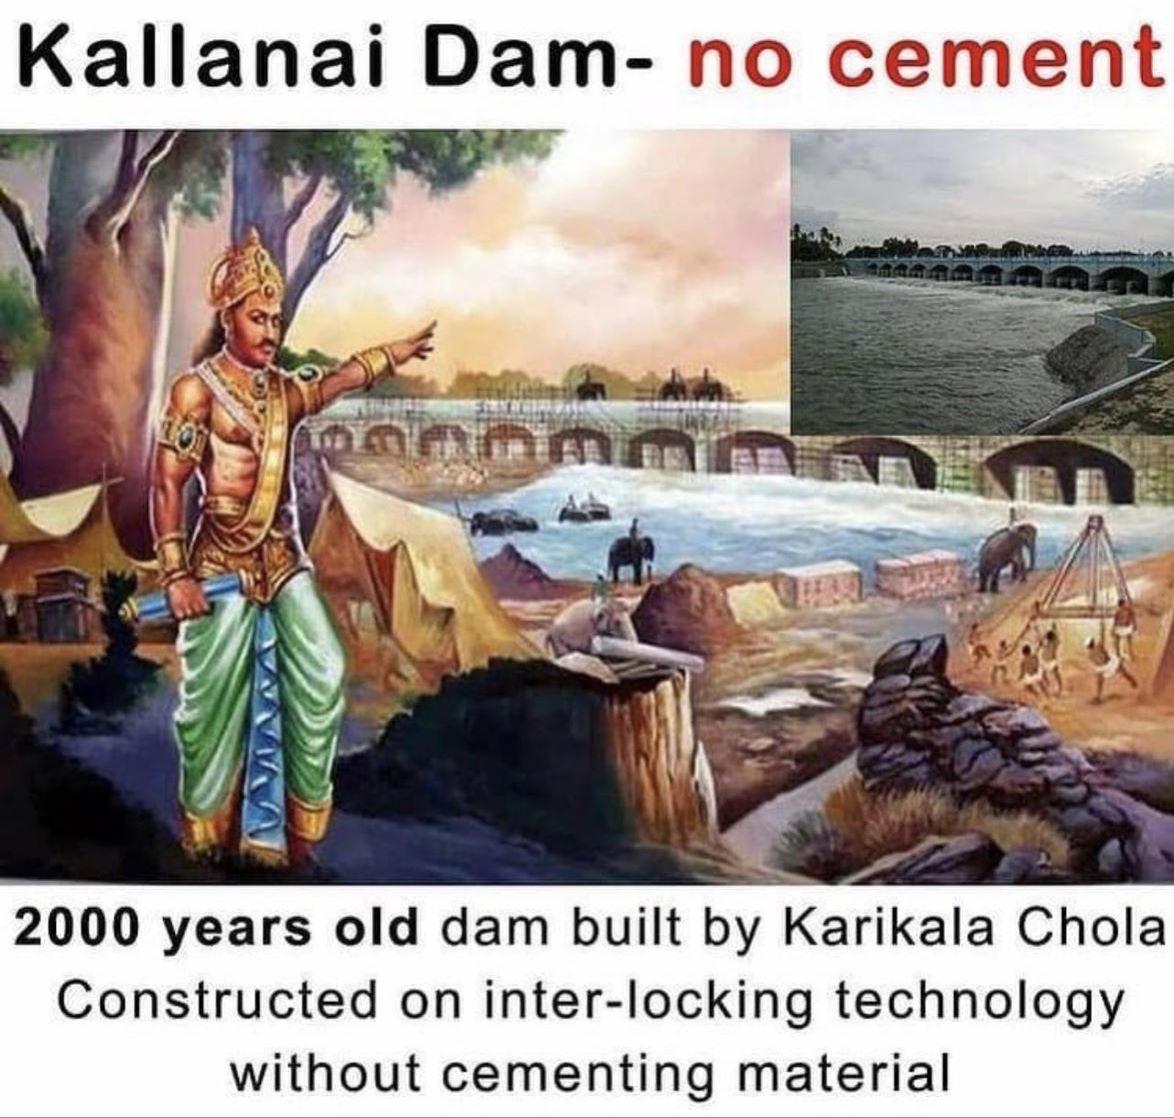 Kallanai Dam- no cement
2000 years old dam built by Karikala Chola
Constructed on inter-locking technology
without cementing material